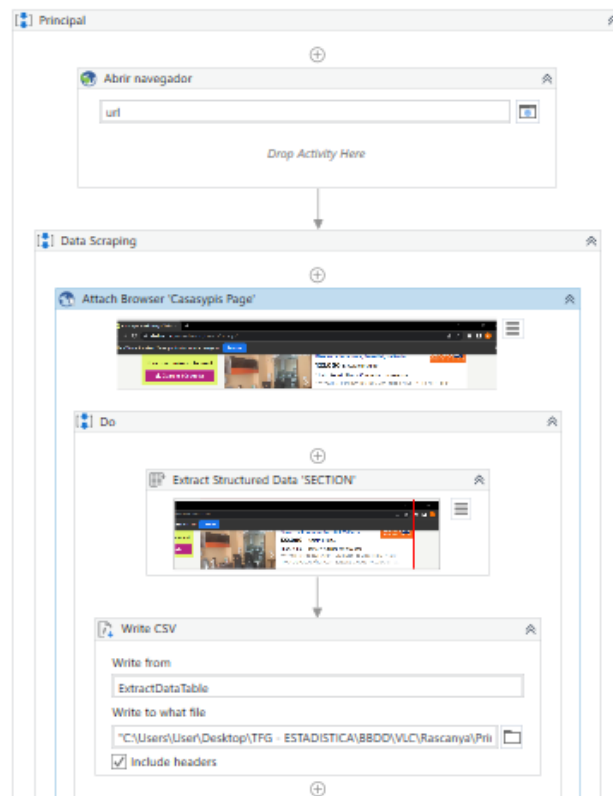 Principal
Abrir navegador
url
Drop Activity Here
Data Scraping
Attach Browser 'Casasypis Page'
Do
Extract Structured Data 'SECTION'
Write CSV
Write from
ExtractDataTable
Write to what file
"C:\Users\User\Desktop\TFG - ESTADISTICA\BBDD\VLC\Rascanya\Pri
Include headers